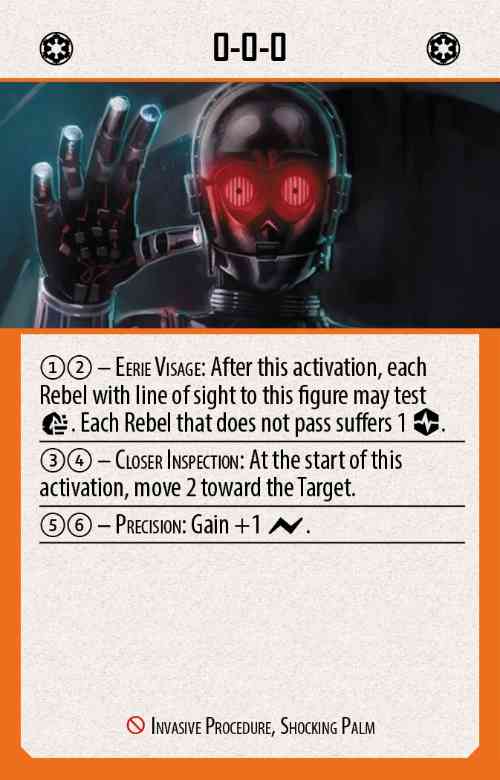 0-0-0
①② – Eerie Visage: After this activation, each
Rebel with line of sight to this figure may test
. Each Rebel that does not pass suffers 1 .
③④ – Closer Inspection: At the start of this
activation, move 2 toward the Target.
⑤⑥ – Precision: Gain +1 .
Invasive Procedure, Shocking Palm